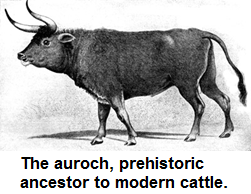 The auroch, prehistoric
ancestor to modern cattle.